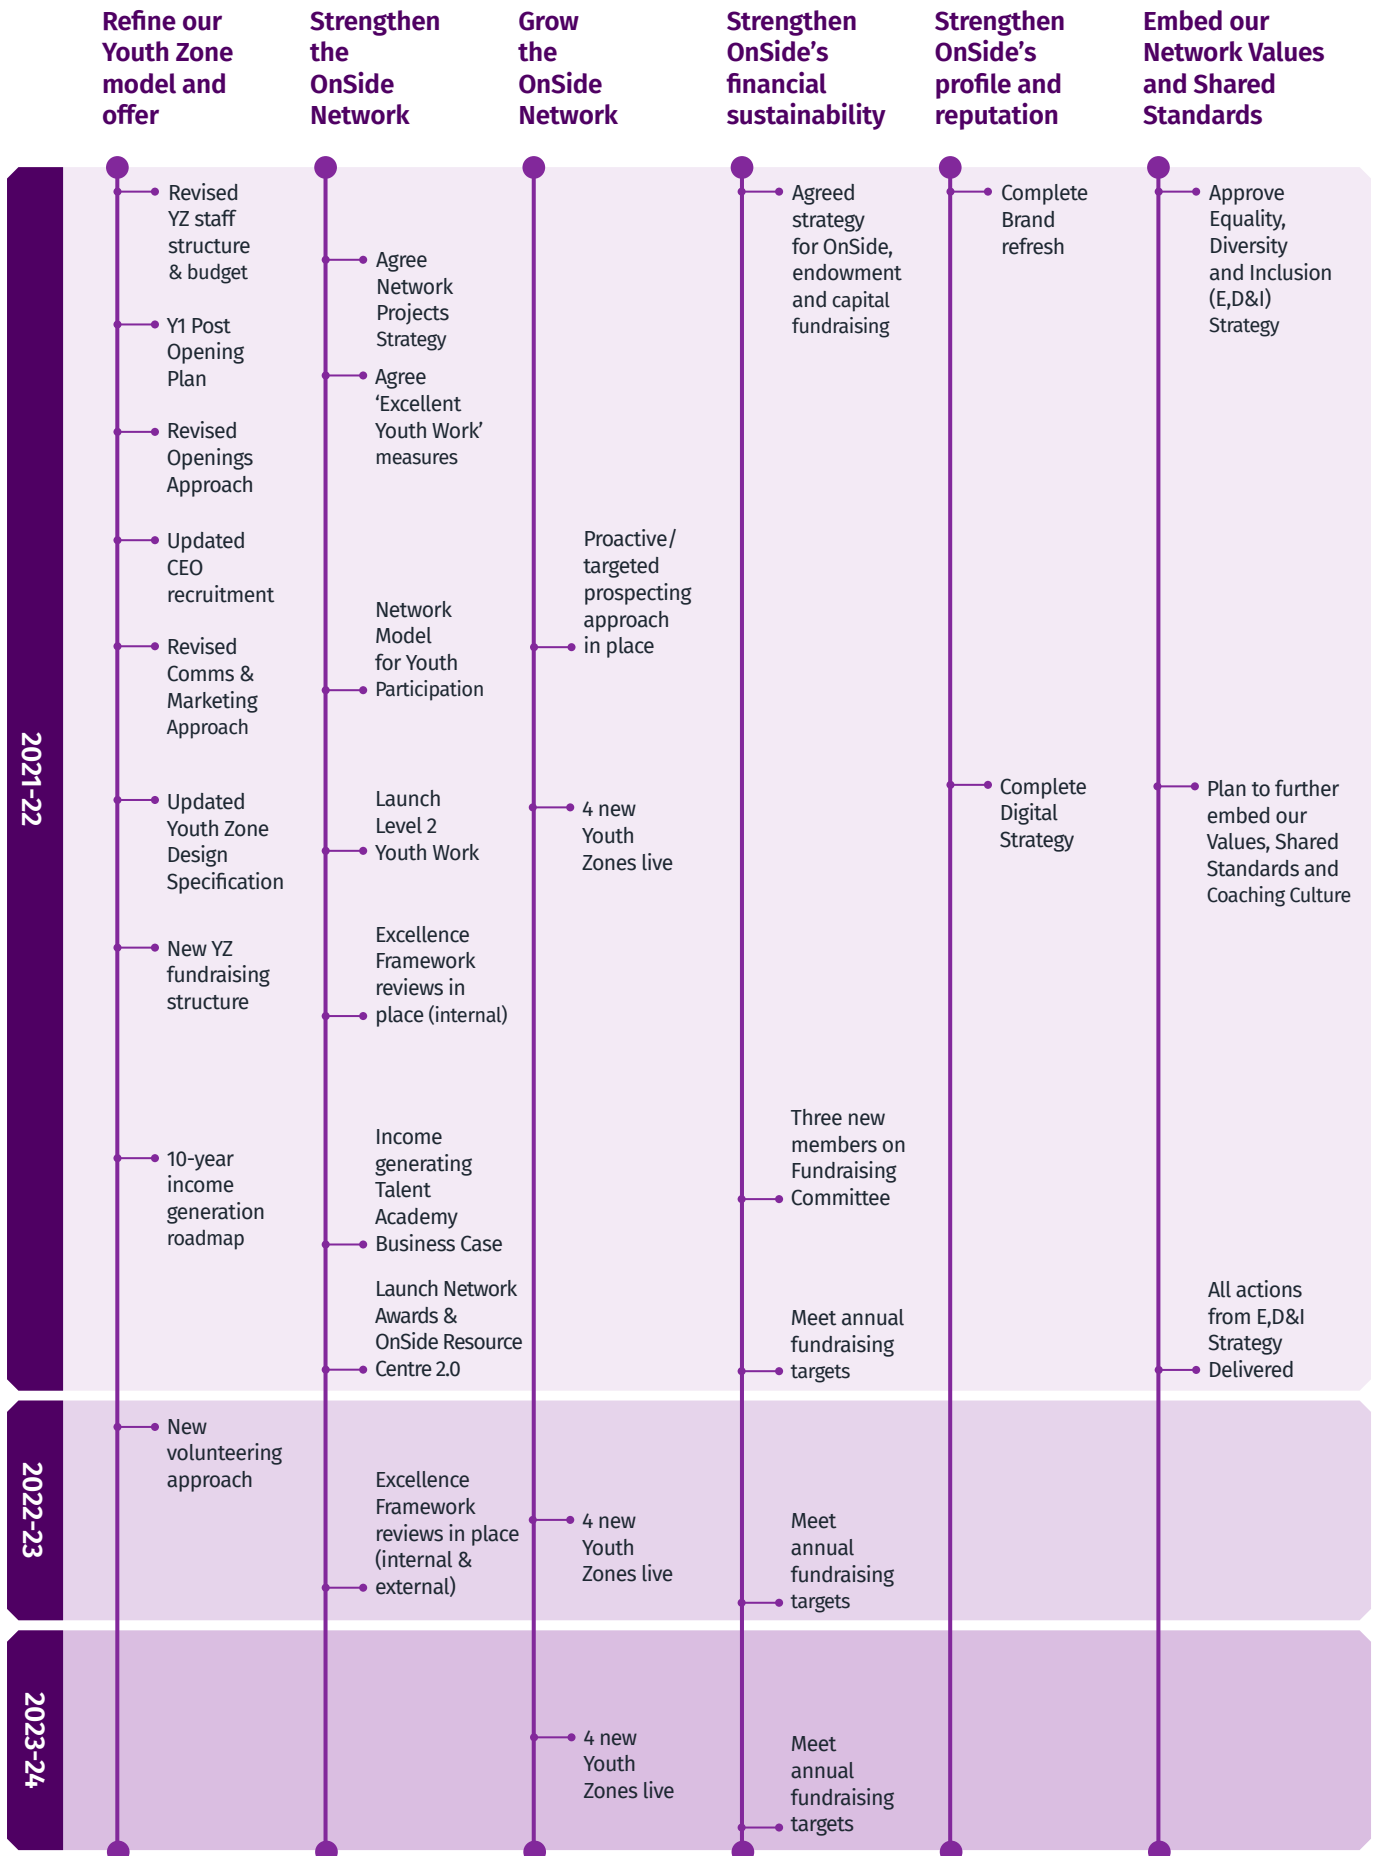 Refine our
Youth Zone
model and
offer
Strengthen
the
OnSide
Network
Grow
the
OnSide
Network
Strengthen
OnSide's
financial
sustainability
Strengthen
OnSide's
profile and
reputation
Embed our
Network Values
and Shared
Standards
2021-22
Revised
YZ staff
structure
& budget
Y1 Post
Opening
Plan
Revised
Openings
Approach
Updated
CEO
recruitment
Revised
Comms &
Marketing
Approach
Updated
Youth Zone
Design
Specification
New YZ
fundraising
structure
10-year
income
generation
roadmap
Agree
Network
Projects
Strategy
Agree
‘Excellent
Youth Work’
measures
Network
Model
for Youth
Participation
Launch
Level 2
Youth Work
Excellence
Framework
reviews in
place (internal)
Income
generating
Talent
Academy
Business Case
Launch Network
Awards &
OnSide Resource
Centre 2.0
Proactive/
targeted
prospecting
approach
in place
4 new
Youth
Zones live
Agreed
strategy
for OnSide,
endowment
and capital
fundraising
Three new
members on
Fundraising
Committee
Meet annual
fundraising
targets
Complete
Brand
refresh
Complete
Digital
Strategy
Approve
Equality,
Diversity
and Inclusion
(E,D&I)
Strategy
Plan to further
embed our
Values, Shared
Standards and
Coaching Culture
All actions
from E,D&I
Strategy
Delivered
2022-23
New
volunteering
approach
Excellence
Framework
reviews in place
(internal &
external)
4 new
Youth
Zones live
Meet
annual
fundraising
targets
2023-24
4 new
Youth
Zones live
Meet
annual
fundraising
targets